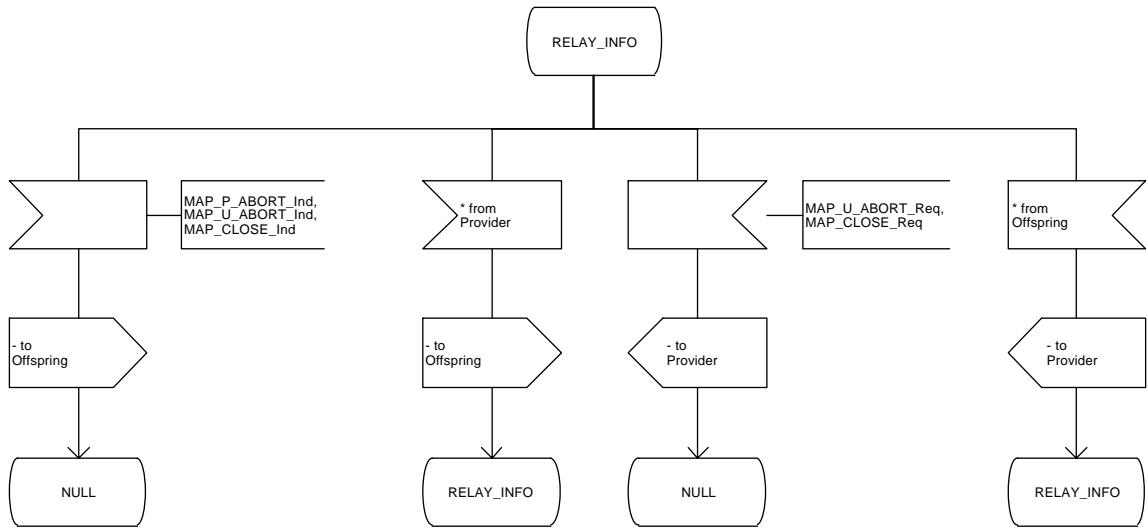 RELAY_INFO
MAP_P_ABORT_Ind,
MAP_U_ABORT_Ind,
MAP_CLOSE_Ind
* from
Provider
MAP_U_ABORT_Req,
MAP_CLOSE_Req
* from
Offspring
- to
Offspring
- to
Offspring
- to
Provider
- to
Provider
NULL
RELAY_INFO
NULL
RELAY_INFO